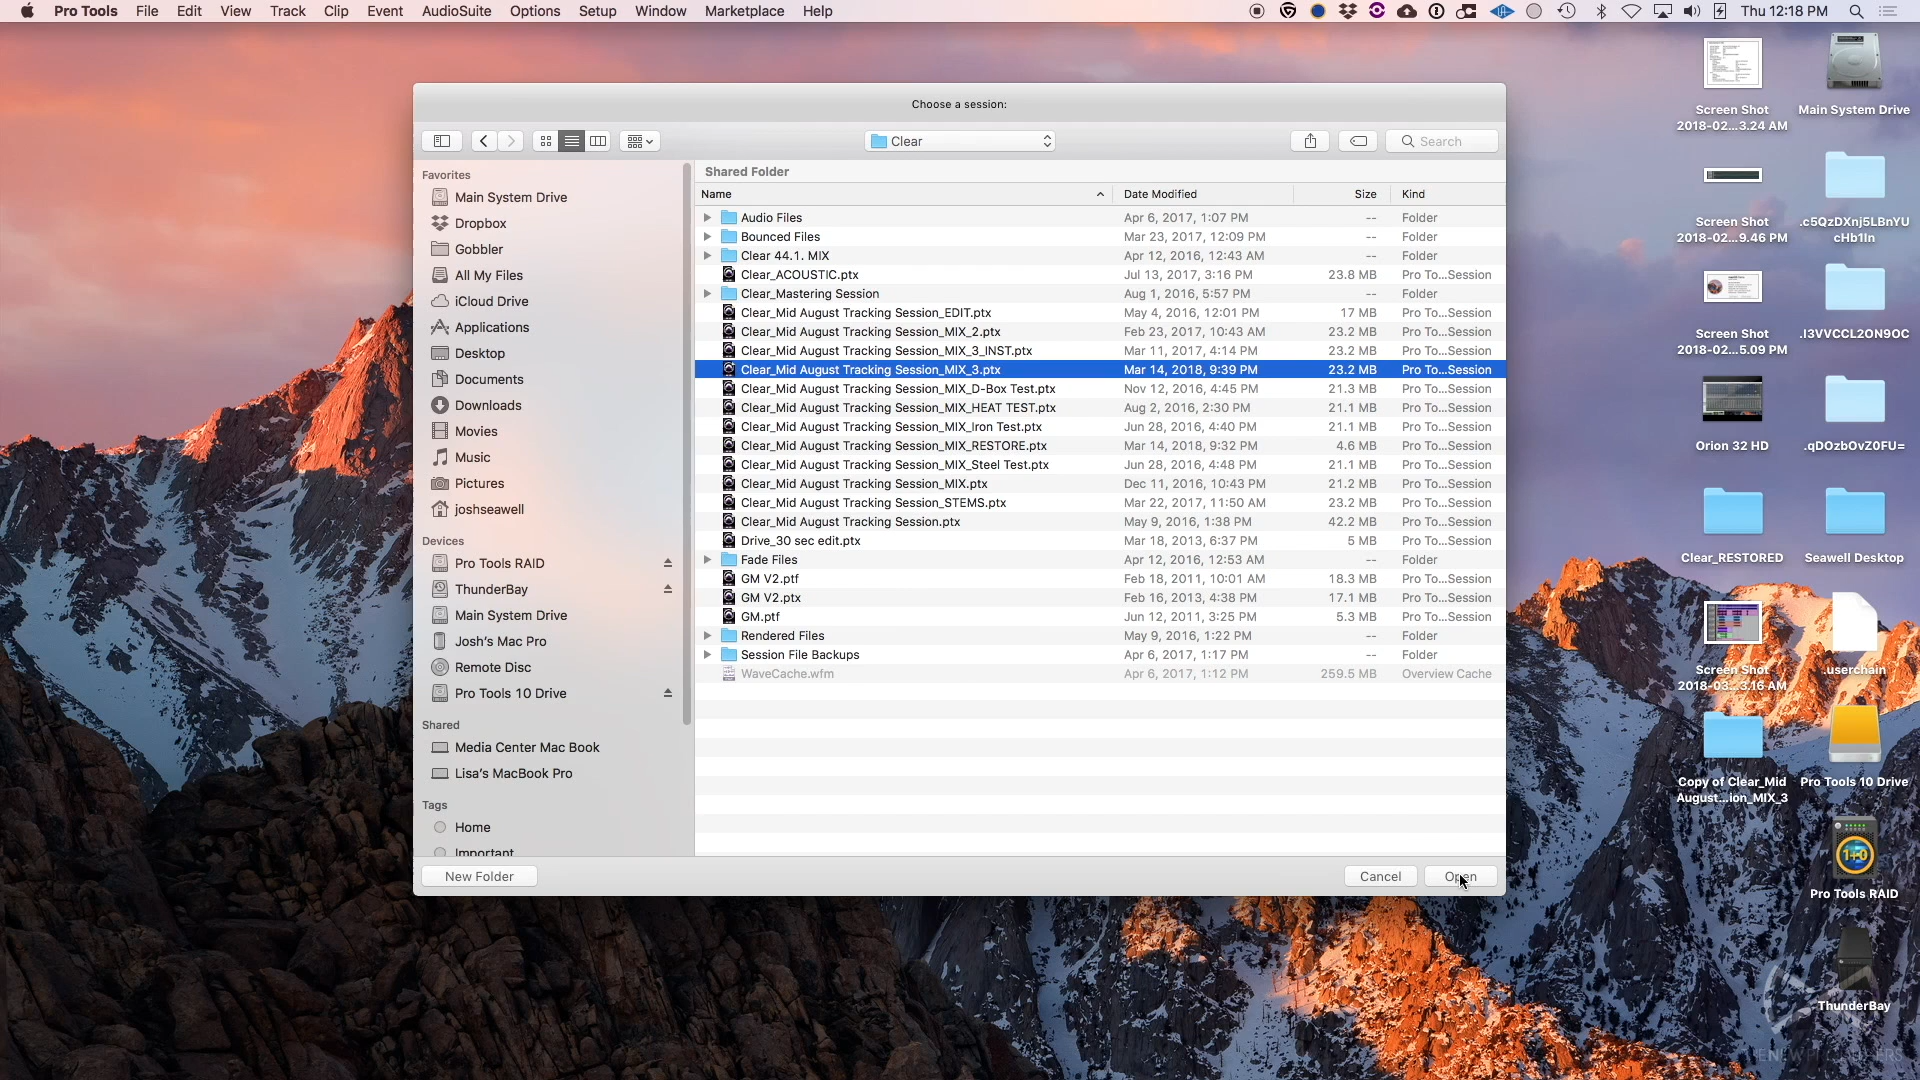 Pro Tools File Edit View Track Clip Event AudioSuite Options Setup Window Marketplace Help Thu 12:18 PM
Choose a session:
Clear
Search
Favorites
Main System Drive
Dropbox
Gobbler
All My Files
iCloud Drive
Applications
Desktop
Documents
Downloads
Movies
Music
Pictures
joshseawell
Devices
Pro Tools RAID
ThunderBay
Main System Drive
Josh's Mac Pro
Remote Disc
Pro Tools 10 Drive
Shared
Media Center Mac Book
Lisa's MacBook Pro
Tags
Home
Important
Shared Folder
Name Date Modified Size Kind
Audio Files Apr 6, 2017, 1:07 PM -- Folder
Bounced Files Mar 23, 2017, 12:09 PM -- Folder
Clear 44.1. MIX Apr 12, 2016, 12:43 AM -- Folder
Clear_ACOUSTIC.ptx Jul 13, 2017, 3:16 PM 23.8 MB Pro To...Session
Clear_Mastering Session Aug 1, 2016, 5:57 PM -- Folder
Clear_Mid August Tracking Session_EDIT.ptx May 4, 2016, 12:01 PM 17 MB Pro To...Session
Clear_Mid August Tracking Session_MIX_2.ptx Feb 23, 2017, 10:43 AM 23.2 MB Pro To...Session
Clear_Mid August Tracking Session_MIX_3_INST.ptx Mar 11, 2017, 4:14 PM 23.2 MB Pro To...Session
Clear_Mid August Tracking Session_MIX_3.ptx Mar 14, 2018, 9:39 PM 23.2 MB Pro To...Session
Clear_Mid August Tracking Session_MIX_D-Box Test.ptx Nov 12, 2016, 4:45 PM 21.3 MB Pro To...Session
Clear_Mid August Tracking Session_MIX_HEAT TEST.ptx Aug 2, 2016, 2:30 PM 21.1 MB Pro To...Session
Clear_Mid August Tracking Session_MIX_Iron Test.ptx Jun 28, 2016, 4:40 PM 21.1 MB Pro To...Session
Clear_Mid August Tracking Session_MIX_RESTORE.ptx Mar 14, 2018, 9:32 PM 4.6 MB Pro To...Session
Clear_Mid August Tracking Session_MIX_Steel Test.ptx Jun 28, 2016, 4:48 PM 21.1 MB Pro To...Session
Clear_Mid August Tracking Session_MIX.ptx Dec 11, 2016, 10:43 PM 21.2 MB Pro To...Session
Clear_Mid August Tracking Session_STEMS.ptx Mar 22, 2017, 11:50 AM 23.2 MB Pro To...Session
Clear_Mid August Tracking Session.ptx May 9, 2016, 1:38 PM 42.2 MB Pro To...Session
Drive_30 sec edit.ptx Mar 18, 2013, 6:37 PM 5 MB Pro To...Session
Fade Files Apr 12, 2016, 12:53 AM -- Folder
GM V2.ptf Feb 18, 2011, 10:01 AM 18.3 MB Pro To...Session
GM V2.ptx Feb 16, 2013, 4:38 PM 17.1 MB Pro To...Session
GM.ptf Jun 12, 2011, 3:25 PM 5.3 MB Pro To...Session
Rendered Files May 9, 2016, 1:22 PM -- Folder
Session File Backups Apr 6, 2017, 1:17 PM -- Folder
WaveCache.wfm Apr 6, 2017, 1:12 PM 259.5 MB Overview Cache
New Folder Cancel Open
Screen Shot
2018-02...3.24 AM
Main System Drive
Screen Shot
2018-02...9.46 PM
.c5QzDXnj5LBnYU
cHb1In
Screen Shot
2018-02...5.09 PM
.I3VVCCL2ON9OC
Orion 32 HD
.qDOzbOvZ0FU=
Clear_RESTORED
Seawell Desktop
Screen Shot
2018-03...3.16 AM
.userchain
Copy of Clear_Mid
August...ion_MIX_3
Pro Tools 10 Drive
1+0
Pro Tools RAID
ThunderBay